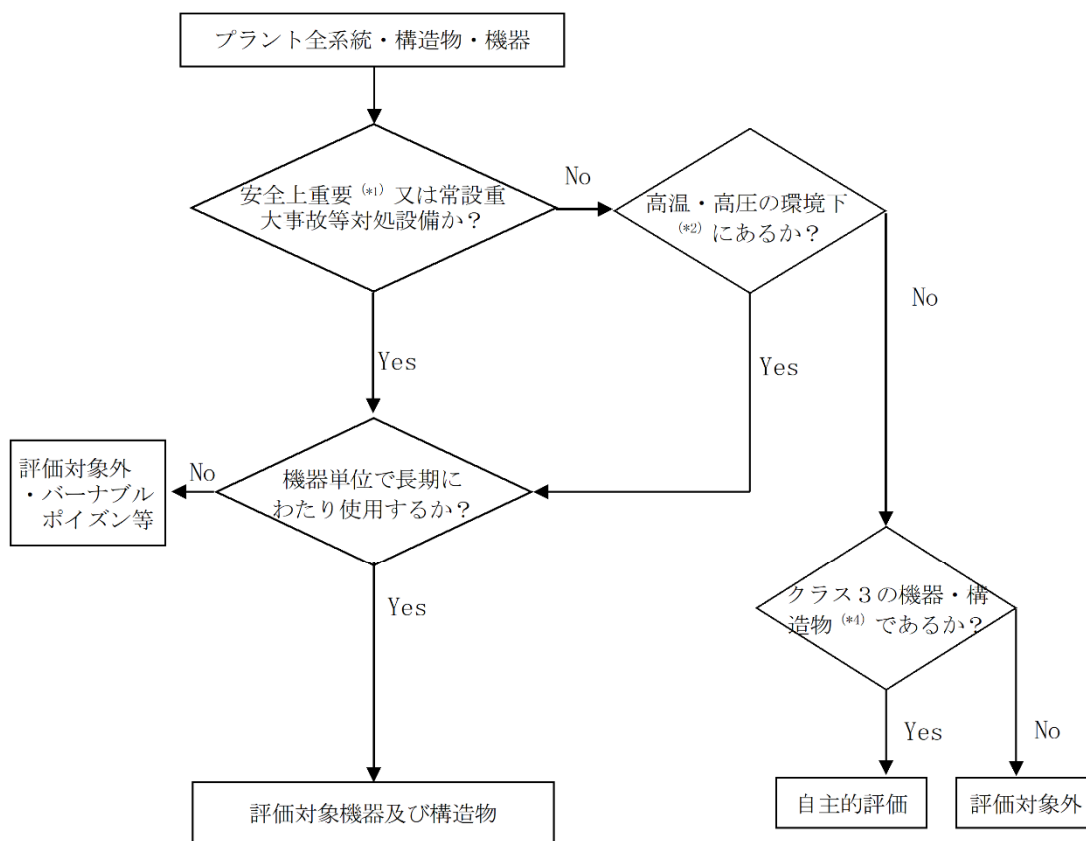 プラント全系統・構造物・機器
安全上重要(*1)又は常設重
大事故等対処設備か？
No
高温・高圧の環境下
(*2)にあるか？
No
Yes
Yes
評価対象外
・バーナブル
ポイズン等
No
機器単位で長期に
わたり使用するか？
Yes
クラス３の機器・構
造物(*4)であるか？
Yes
No
評価対象機器及び構造物
自主的評価
評価対象外